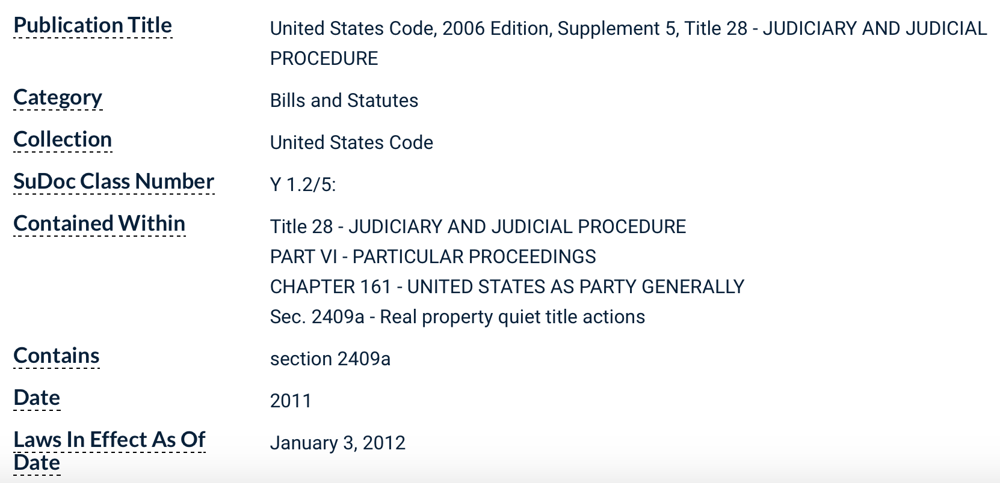 Publication Title
United States Code, 2006 Edition, Supplement 5, Title 28 - JUDICIARY AND JUDICIAL
PROCEDURE
Category
Bills and Statutes
Collection
United States Code
SuDoc Class Number
Y 1.2/5:
Contained Within
Title 28 - JUDICIARY AND JUDICIAL PROCEDURE
PART VI - PARTICULAR PROCEEDINGS
CHAPTER 161 - UNITED STATES AS PARTY GENERALLY
Sec. 2409a - Real property quiet title actions
Contains
section 2409a
Date
2011
Laws In Effect As Of
Date
January 3, 2012